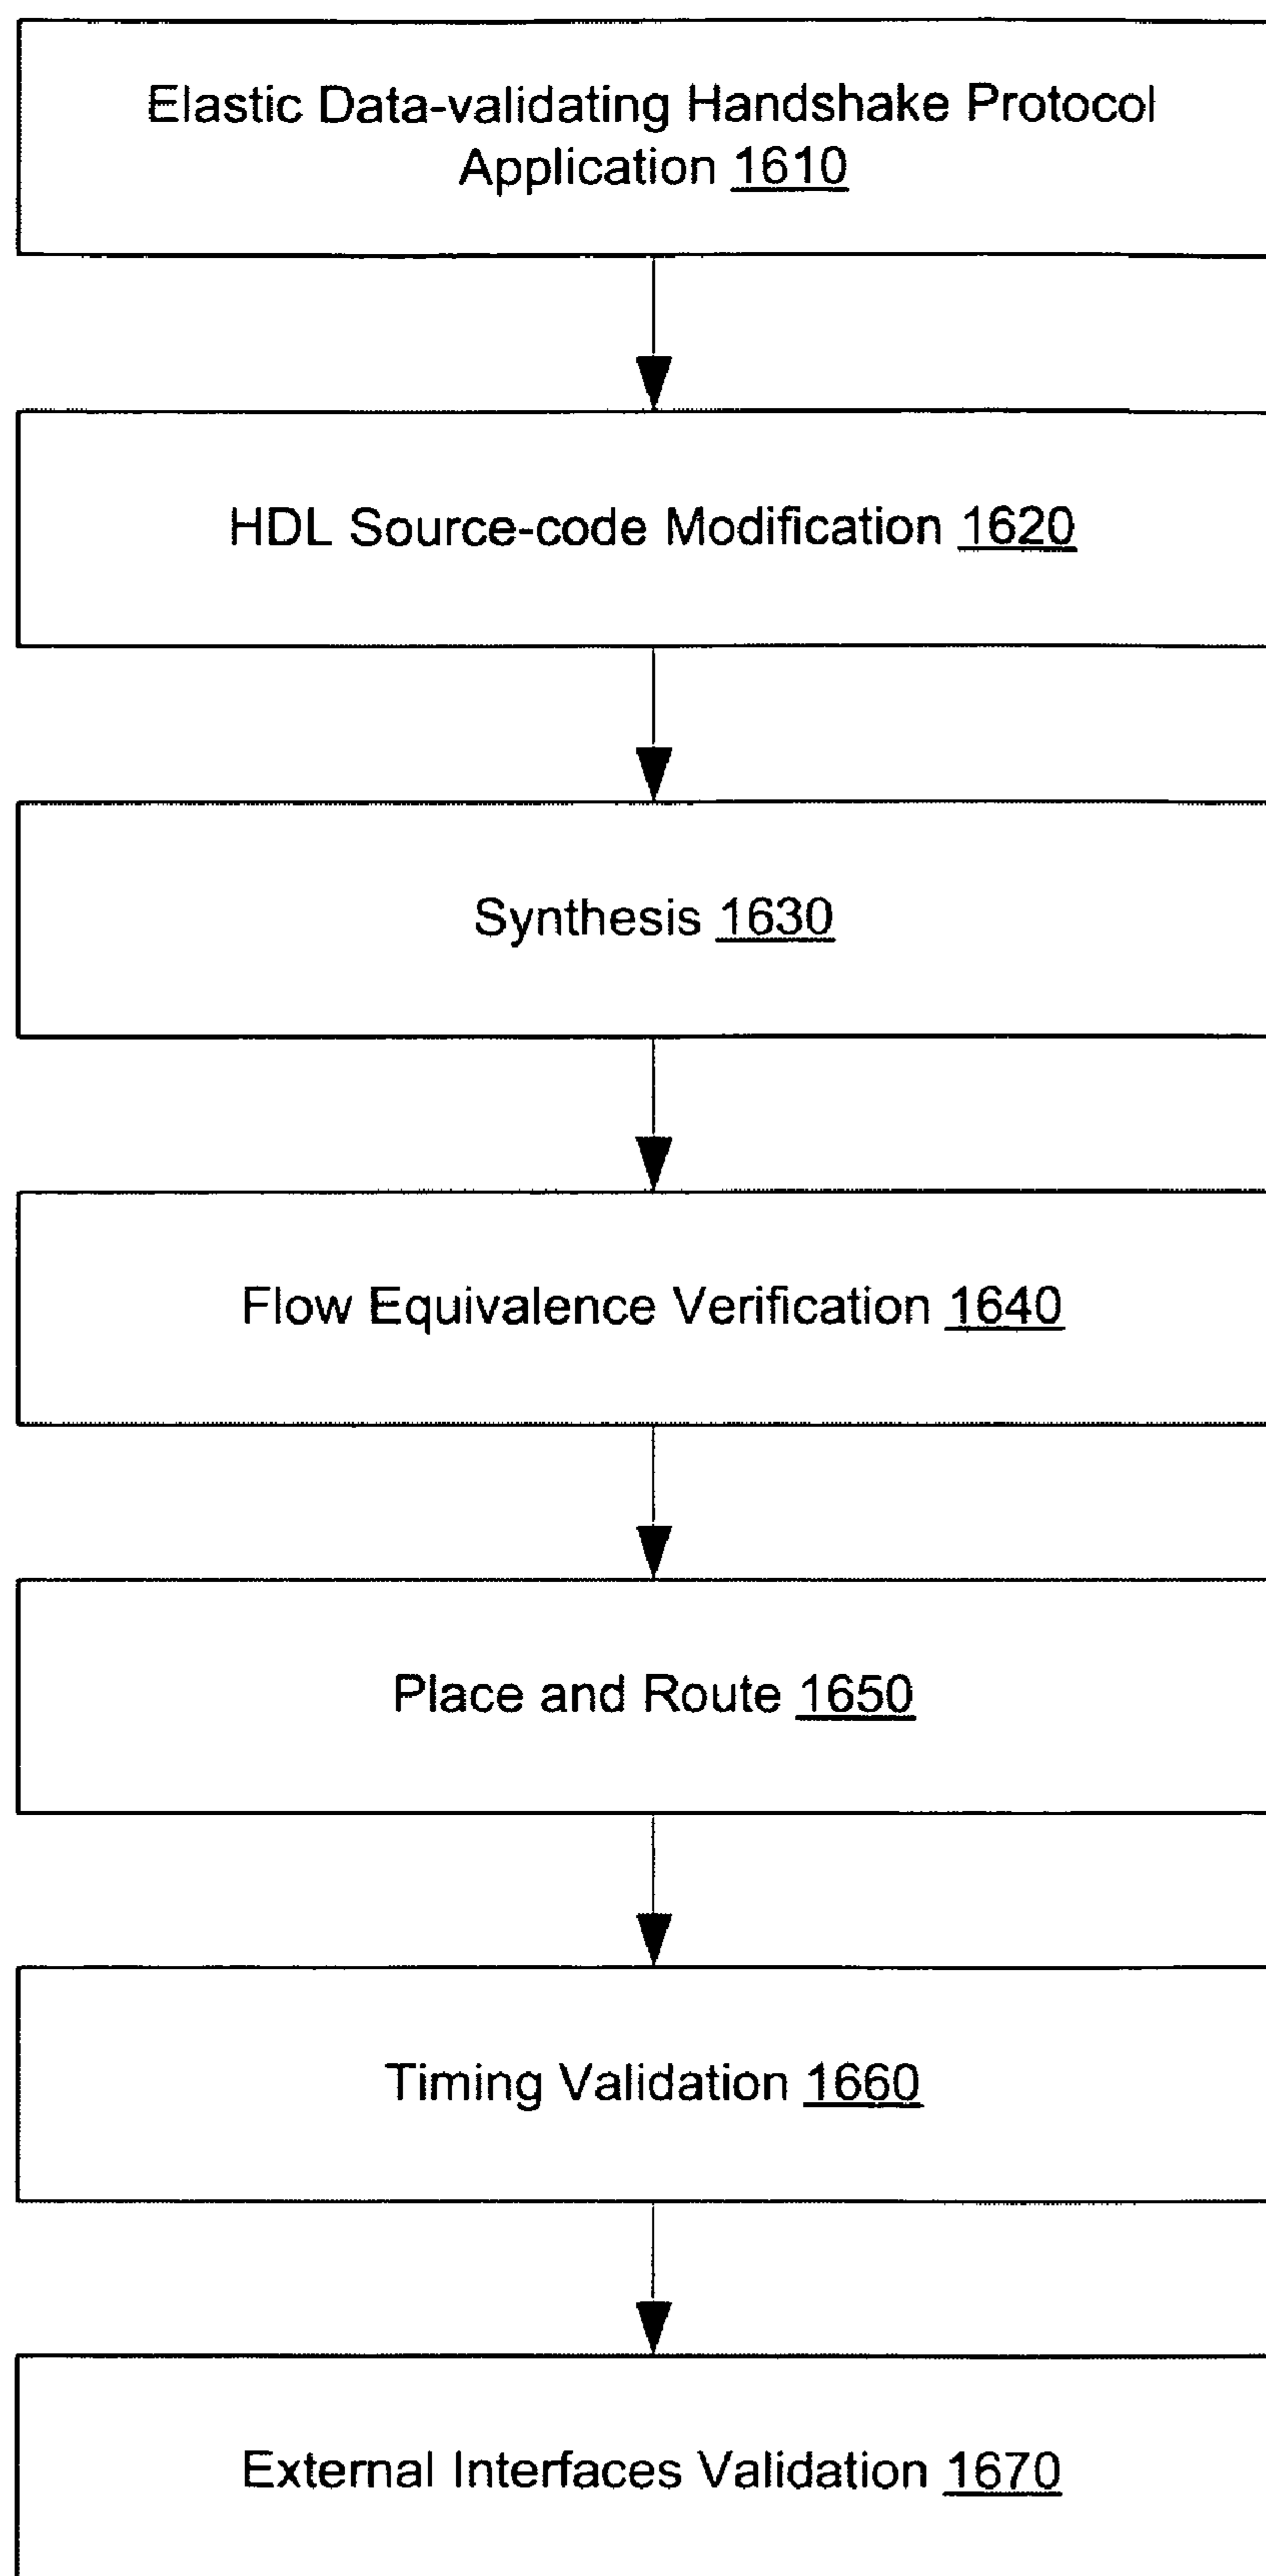 Elastic Data-validating Handshake Protocol
Application 1610
HDL Source-code Modification 1620
Synthesis 1630
Flow Equivalence Verification 1640
Place and Route 1650
Timing Validation 1660
External Interfaces Validation 1670